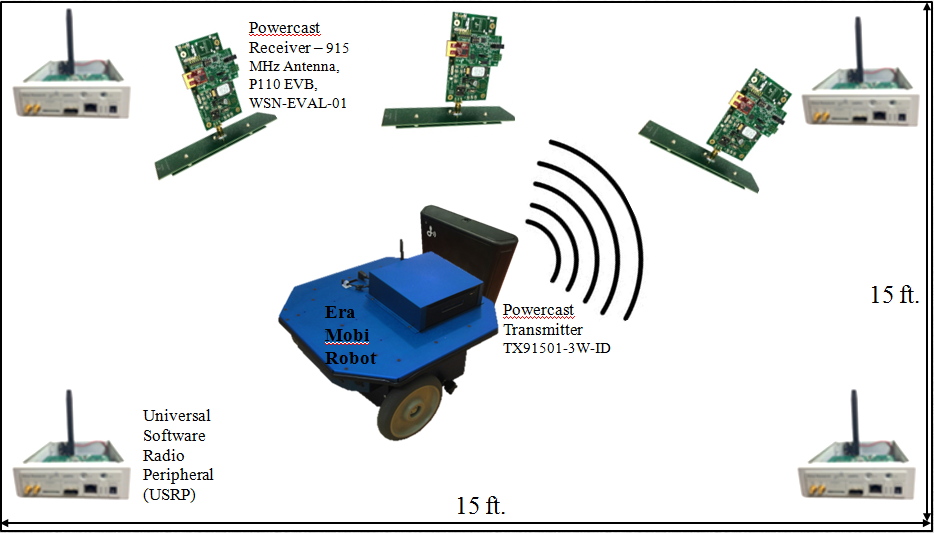 Powercast
Receiver – 915
MHz Antenna,
P110 EVB,
WSN-EVAL-01
15 ft.
Era
Mobi
Robot
Powercast
Transmitter
TX91501-3W-ID
Universal
Software
Radio
Peripheral
(USRP)
15 ft.